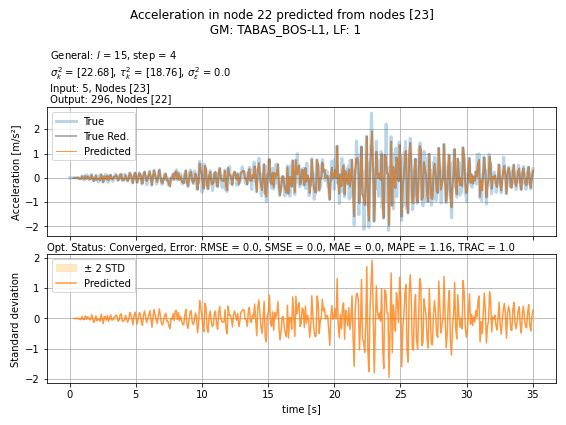 Acceleration in node 22 predicted from nodes [23]
GM: TABAS_BOS-L1, LF: 1
General: l = 15, step = 4
σ²ₖ = [22.68], τ²ₖ = [18.76], σ²ε = 0.0
Input: 5, Nodes [23]
Output: 296, Nodes [22]
True
True Red.
Predicted
Acceleration [m/s²]
2
1
0
−1
−2
Opt. Status: Converged, Error: RMSE = 0.0, SMSE = 0.0, MAE = 0.0, MAPE = 1.16, TRAC = 1.0
± 2 STD
Predicted
Standard deviation
2
1
0
−1
−2
0 5 10 15 20 25 30 35
time [s]